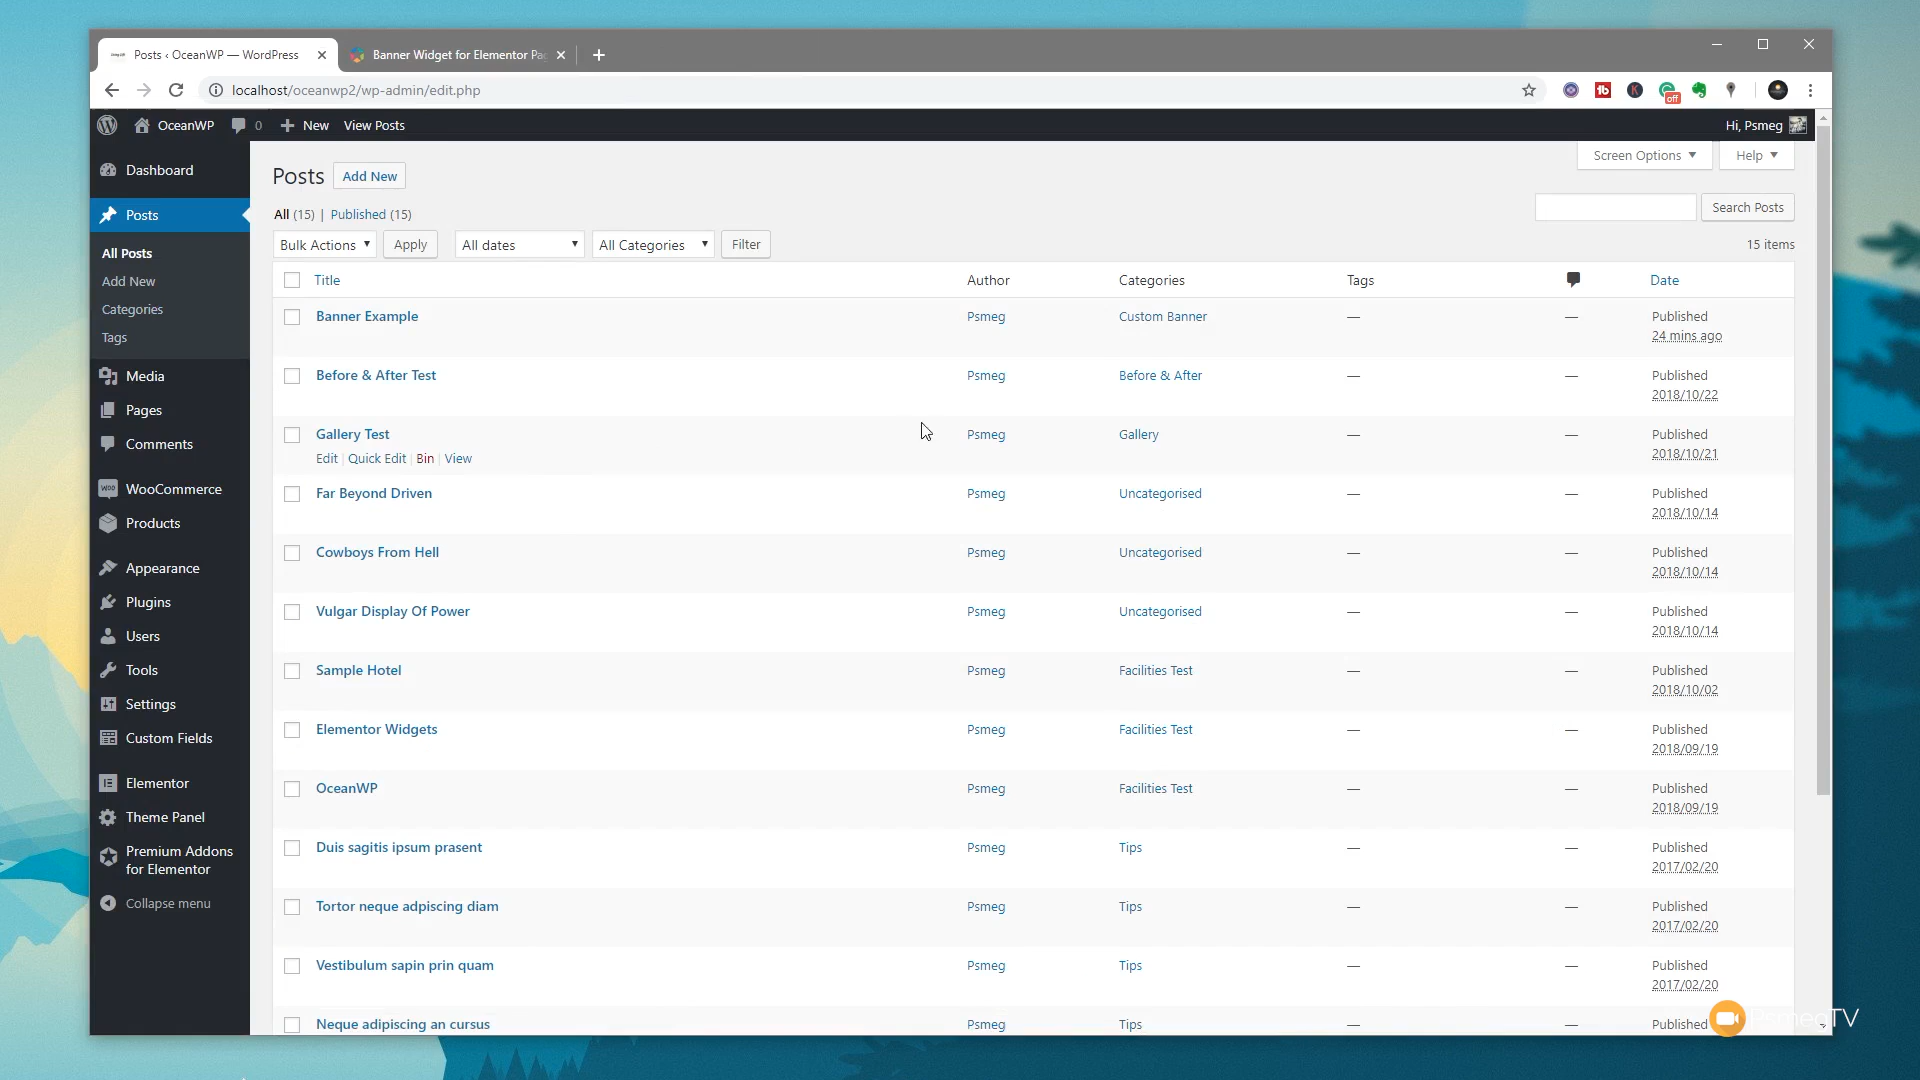 Posts ‹ OceanWP — WordPress
Banner Widget for Elementor Pa
localhost/oceanwp2/wp-admin/edit.php
off
OceanWP 0 New View Posts
Hi, Psmeg
Screen Options Help
Dashboard
Posts
All Posts
Add New
Categories
Tags
Media
Pages
Comments
WooCommerce
Products
Appearance
Plugins
Users
Tools
Settings
Custom Fields
Elementor
Theme Panel
Premium Addons
for Elementor
Collapse menu
Posts Add New
All (15) | Published (15)
Search Posts
Bulk Actions Apply All dates All Categories Filter
15 items
Title Author Categories Tags Date
Banner Example Psmeg Custom Banner — — Published
24 mins ago
Before & After Test Psmeg Before & After — — Published
2018/10/22
Gallery Test Psmeg Gallery — — Published
Edit | Quick Edit | Bin | View 2018/10/21
Far Beyond Driven Psmeg Uncategorised — — Published
2018/10/14
Cowboys From Hell Psmeg Uncategorised — — Published
2018/10/14
Vulgar Display Of Power Psmeg Uncategorised — — Published
2018/10/14
Sample Hotel Psmeg Facilities Test — — Published
2018/10/02
Elementor Widgets Psmeg Facilities Test — — Published
2018/09/19
OceanWP Psmeg Facilities Test — — Published
2018/09/19
Duis sagitis ipsum prasent Psmeg Tips — — Published
2017/02/20
Tortor neque adpiscing diam Psmeg Tips — — Published
2017/02/20
Vestibulum sapin prin quam Psmeg Tips — — Published
2017/02/20
Neque adipiscing an cursus Psmeg Tips — — Published
PsmegTV